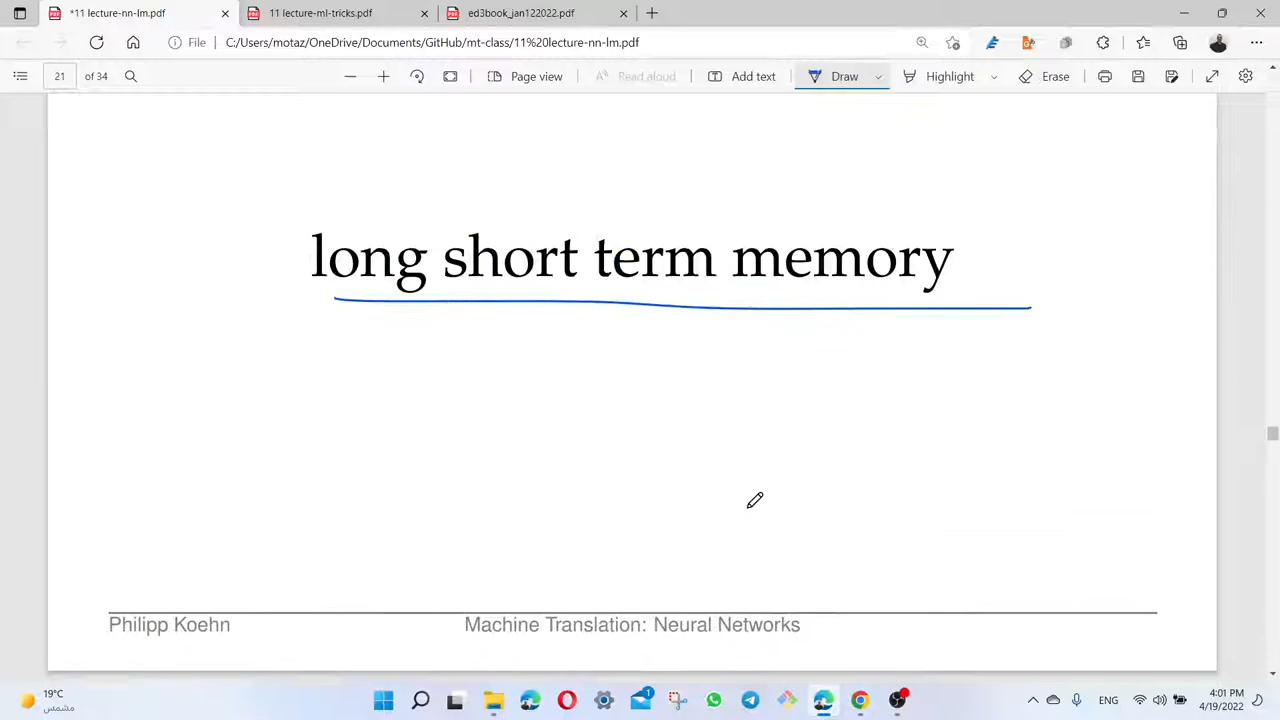 *11 lecture-nn-lm.pdf
11 lecture-ml-tricks.pdf
ed3book_jan122022.pdf
File
C:/Users/motaz/OneDrive/Documents/GitHub/mt-class/11%20lecture-nn-lm.pdf
21 of 34
Page view
Read aloud
Add text
Draw
Highlight
Erase
long short term memory
Philipp Koehn
Machine Translation: Neural Networks
19°C
مشمس
1
ENG
4:01 PM
4/19/2022